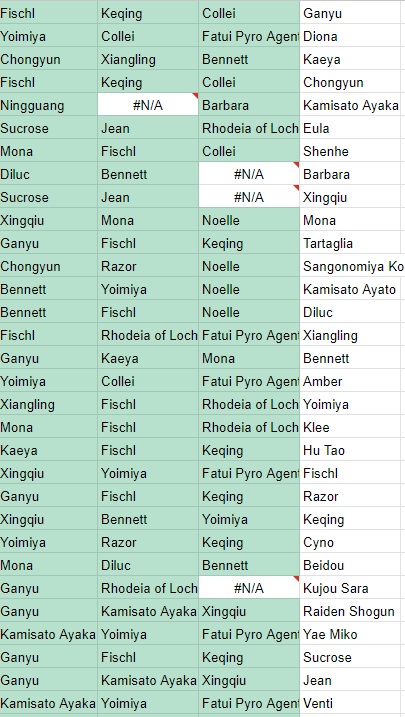 Fischl Keqing Collei Ganyu
Yoimiya Collei Fatui Pyro Agent Diona
Chongyun Xiangling Bennett Kaeya
Fischl Keqing Collei Chongyun
Ningguang #N/A Barbara Kamisato Ayaka
Sucrose Jean Rhodeia of Loch Eula
Mona Fischl Collei Shenhe
Diluc Bennett #N/A Barbara
Sucrose Jean #N/A Xingqiu
Xingqiu Mona Noelle Mona
Ganyu Fischl Keqing Tartaglia
Chongyun Razor Noelle Sangonomiya Ko
Bennett Yoimiya Noelle Kamisato Ayato
Bennett Fischl Noelle Diluc
Fischl Rhodeia of Loch Fatui Pyro Agent Xiangling
Ganyu Kaeya Mona Bennett
Yoimiya Collei Fatui Pyro Agent Amber
Xiangling Fischl Rhodeia of Loch Yoimiya
Mona Fischl Rhodeia of Loch Klee
Kaeya Fischl Keqing Hu Tao
Xingqiu Yoimiya Fatui Pyro Agent Fischl
Ganyu Fischl Keqing Razor
Xingqiu Bennett Yoimiya Keqing
Yoimiya Razor Keqing Cyno
Mona Diluc Bennett Beidou
Ganyu Rhodeia of Loch #N/A Kujou Sara
Ganyu Kamisato Ayaka Xingqiu Raiden Shogun
Kamisato Ayaka Yoimiya Fatui Pyro Agent Yae Miko
Ganyu Fischl Keqing Sucrose
Ganyu Kamisato Ayaka Xingqiu Jean
Kamisato Ayaka Yoimiya Fatui Pyro Agent Venti